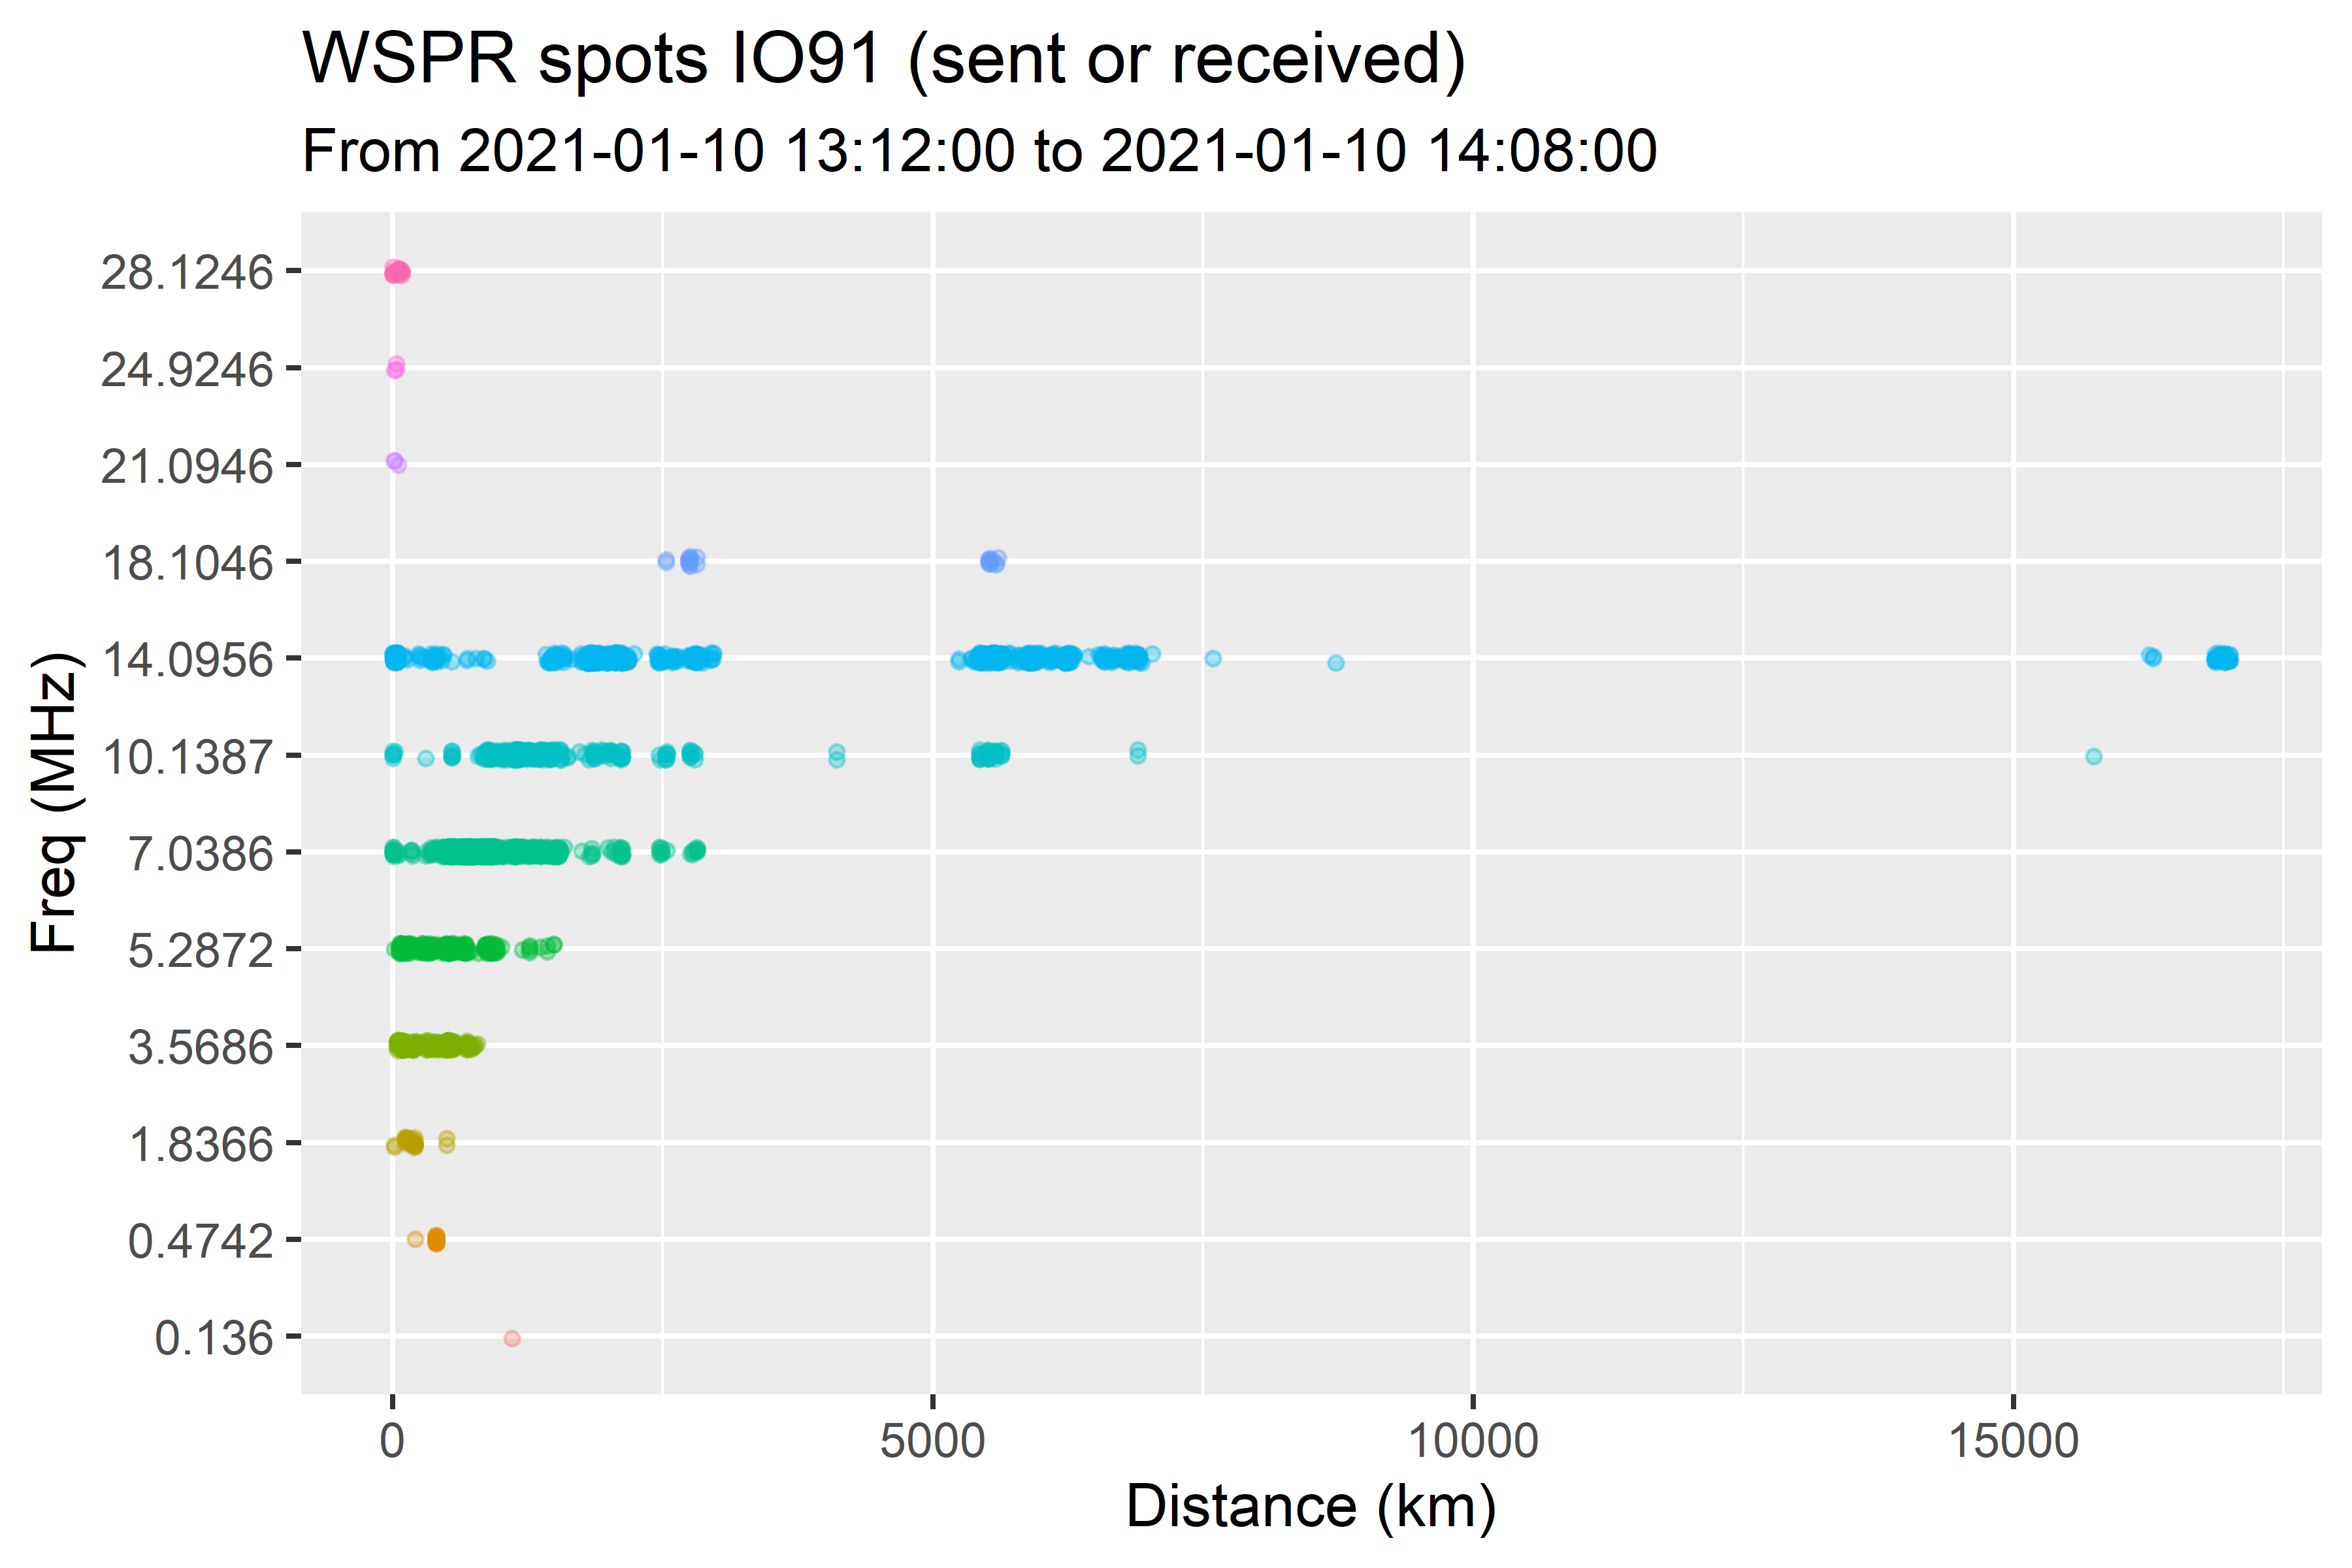 WSPR spots IO91 (sent or received)
From 2021-01-10 13:12:00 to 2021-01-10 14:08:00
Freq (MHz)
28.1246
24.9246
21.0946
18.1046
14.0956
10.1387
7.0386
5.2872
3.5686
1.8366
0.4742
0.136
0 5000 10000 15000
Distance (km)